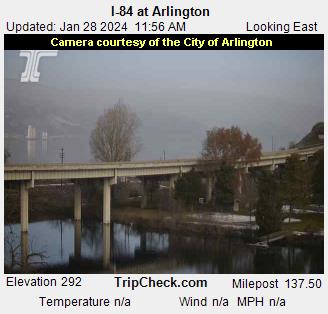 I-84 at Arlington
Updated: Jan 28 2024 11:56 AM Looking East
Camera courtesy of the City of Arlington
Elevation 292 TripCheck.com Milepost 137.50
Temperature n/a Wind n/a MPH n/a